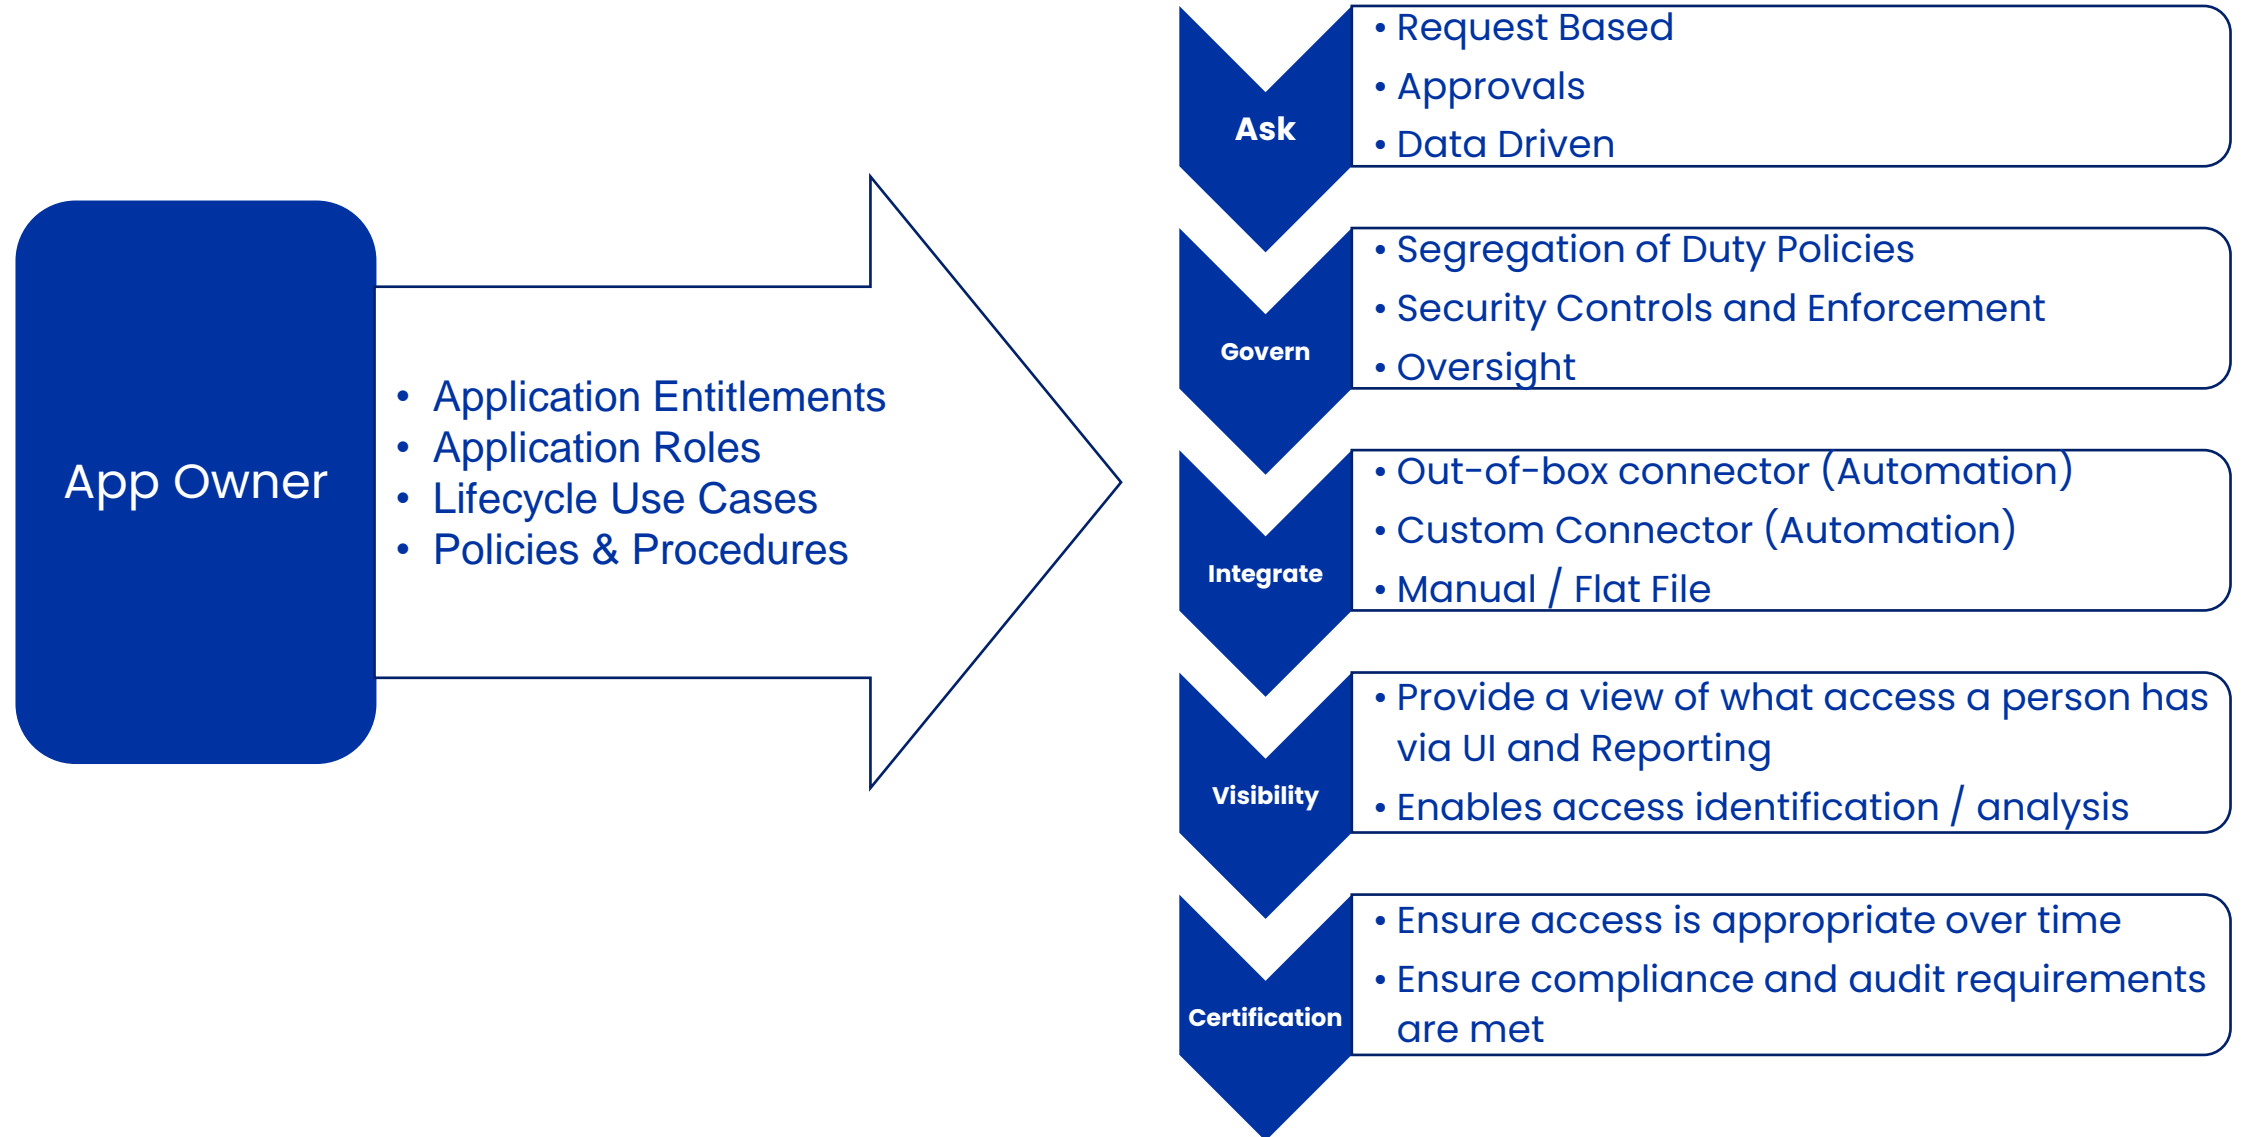 App Owner
• Application Entitlements
• Application Roles
• Lifecycle Use Cases
• Policies & Procedures
Ask
• Request Based
• Approvals
• Data Driven
Govern
• Segregation of Duty Policies
• Security Controls and Enforcement
• Oversight
Integrate
• Out-of-box connector (Automation)
• Custom Connector (Automation)
• Manual / Flat File
Visibility
• Provide a view of what access a person has
via UI and Reporting
• Enables access identification / analysis
Certification
• Ensure access is appropriate over time
• Ensure compliance and audit requirements
are met